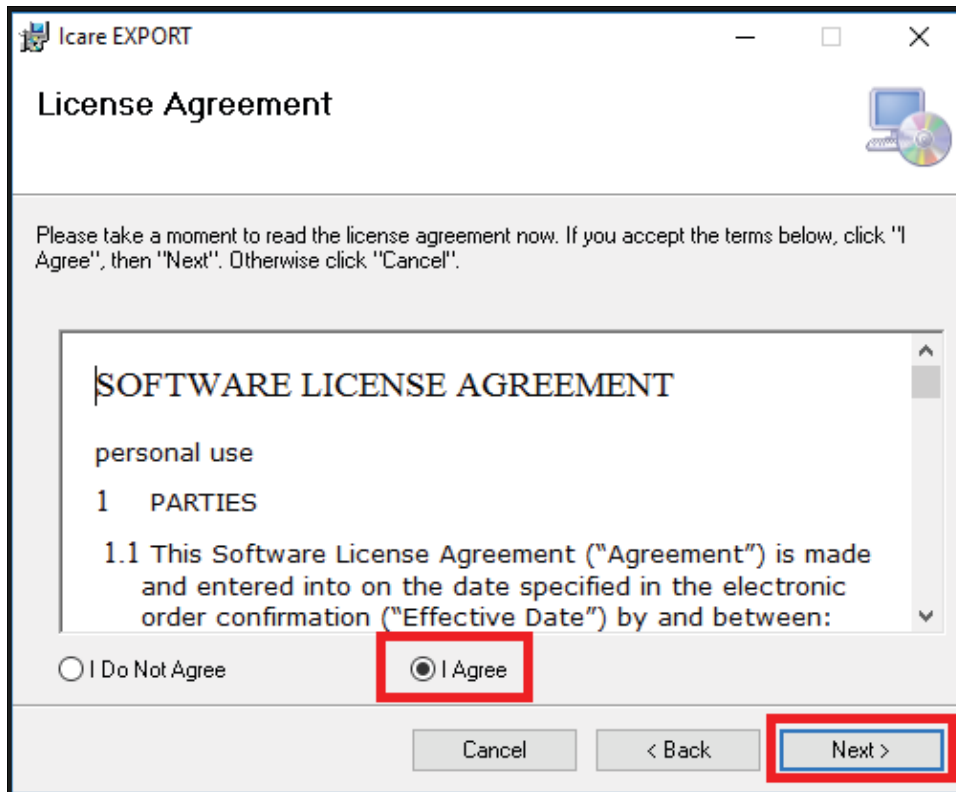 Icare EXPORT
License Agreement
Please take a moment to read the license agreement now. If you accept the terms below, click "I
Agree", then "Next". Otherwise click "Cancel".
SOFTWARE LICENSE AGREEMENT
personal use
1 PARTIES
1.1 This Software License Agreement (“Agreement”) is made
and entered into on the date specified in the electronic
order confirmation (“Effective Date”) by and between:
I Do Not Agree
I Agree
Cancel
< Back
Next >